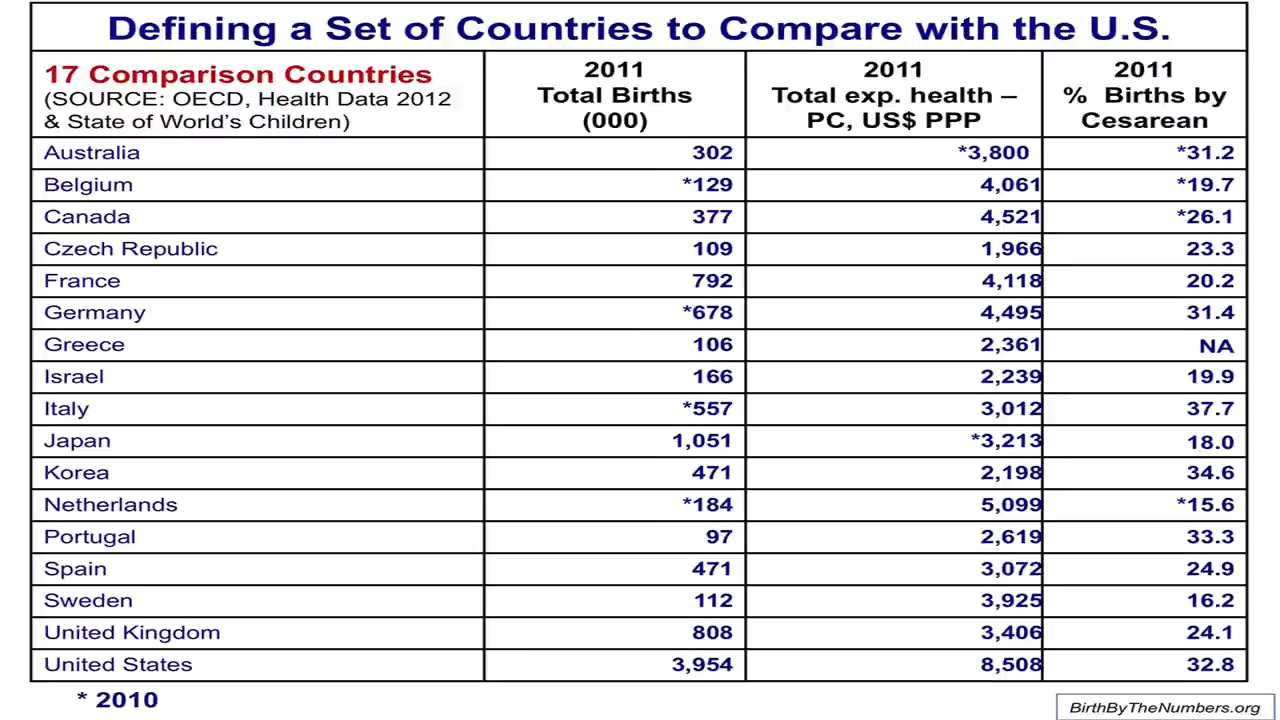 Defining a Set of Countries to Compare with the U.S.
17 Comparison Countries
(SOURCE: OECD, Health Data 2012
& State of World's Children)
2011
Total Births
(000)
2011
Total exp. health –
PC, US$ PPP
2011
% Births by
Cesarean
Australia 302 *3,800 *31.2
Belgium *129 4,061 *19.7
Canada 377 4,521 *26.1
Czech Republic 109 1,966 23.3
France 792 4,118 20.2
Germany *678 4,495 31.4
Greece 106 2,361 NA
Israel 166 2,239 19.9
Italy *557 3,012 37.7
Japan 1,051 *3,213 18.0
Korea 471 2,198 34.6
Netherlands *184 5,099 *15.6
Portugal 97 2,619 33.3
Spain 471 3,072 24.9
Sweden 112 3,925 16.2
United Kingdom 808 3,406 24.1
United States 3,954 8,508 32.8
* 2010
BirthByTheNumbers.org